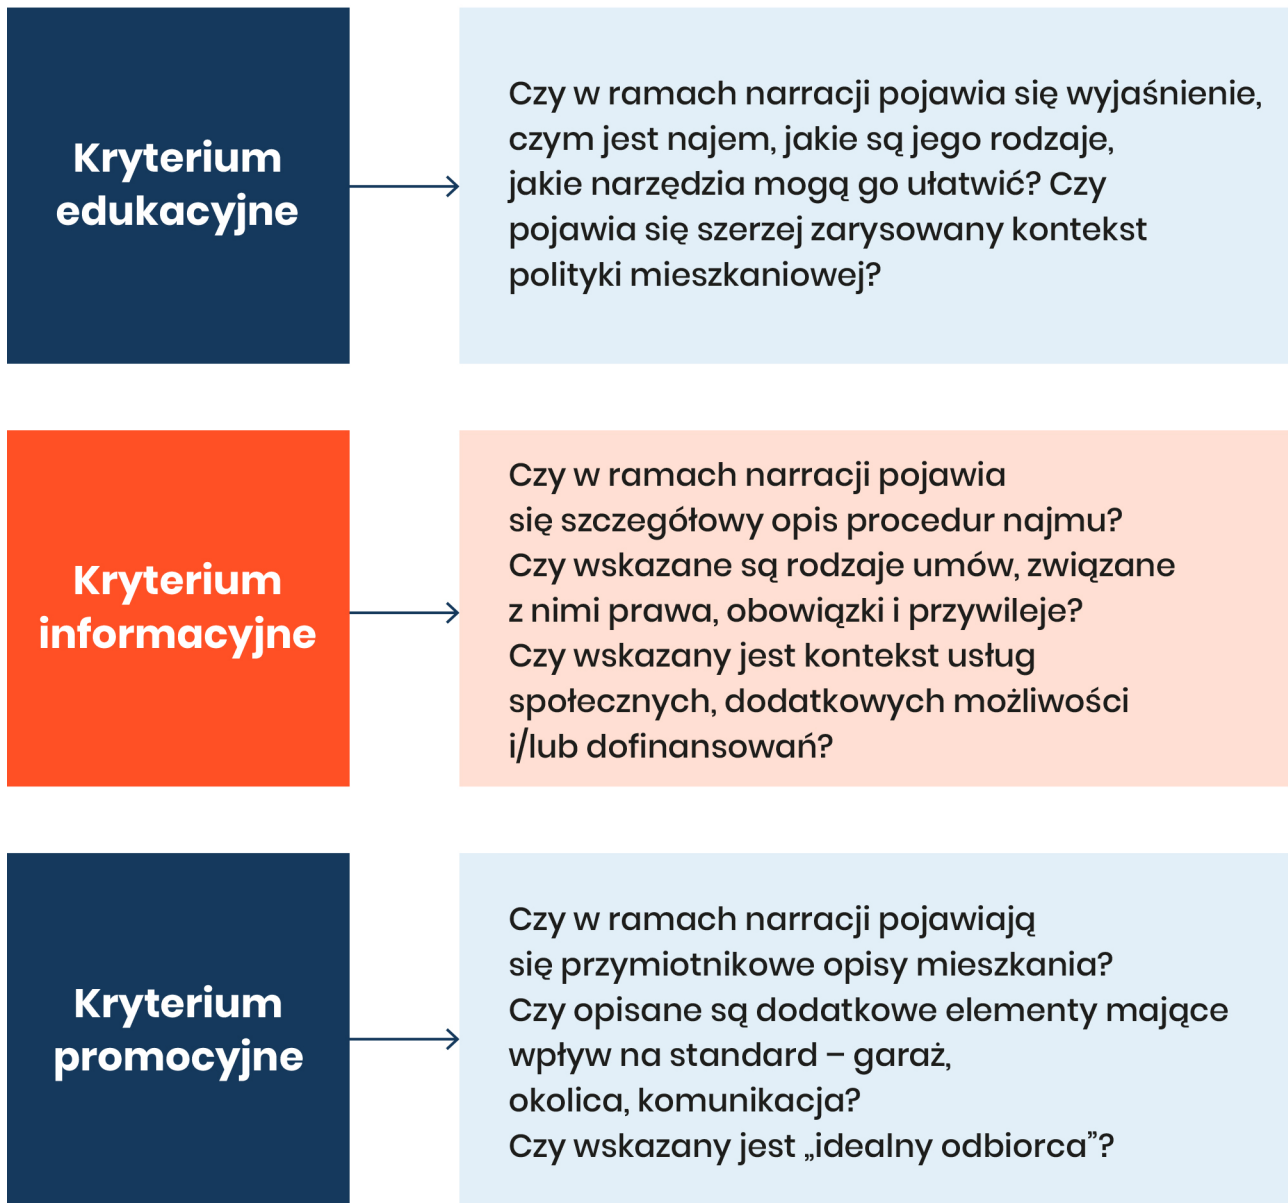 Kryterium
edukacyjne
Czy w ramach narracji pojawia się wyjaśnienie,
czym jest najem, jakie są jego rodzaje,
jakie narzędzia mogą go ułatwić? Czy
pojawia się szerzej zarysowany kontekst
polityki mieszkaniowej?
Kryterium
informacyjne
Czy w ramach narracji pojawia
się szczegółowy opis procedur najmu?
Czy wskazane są rodzaje umów, związane
z nimi prawa, obowiązki i przywileje?
Czy wskazany jest kontekst usług
społecznych, dodatkowych możliwości
i/lub dofinansowań?
Kryterium
promocyjne
Czy w ramach narracji pojawiają
się przymiotnikowe opisy mieszkania?
Czy opisane są dodatkowe elementy mające
wpływ na standard – garaż,
okolica, komunikacja?
Czy wskazany jest „idealny odbiorca”?